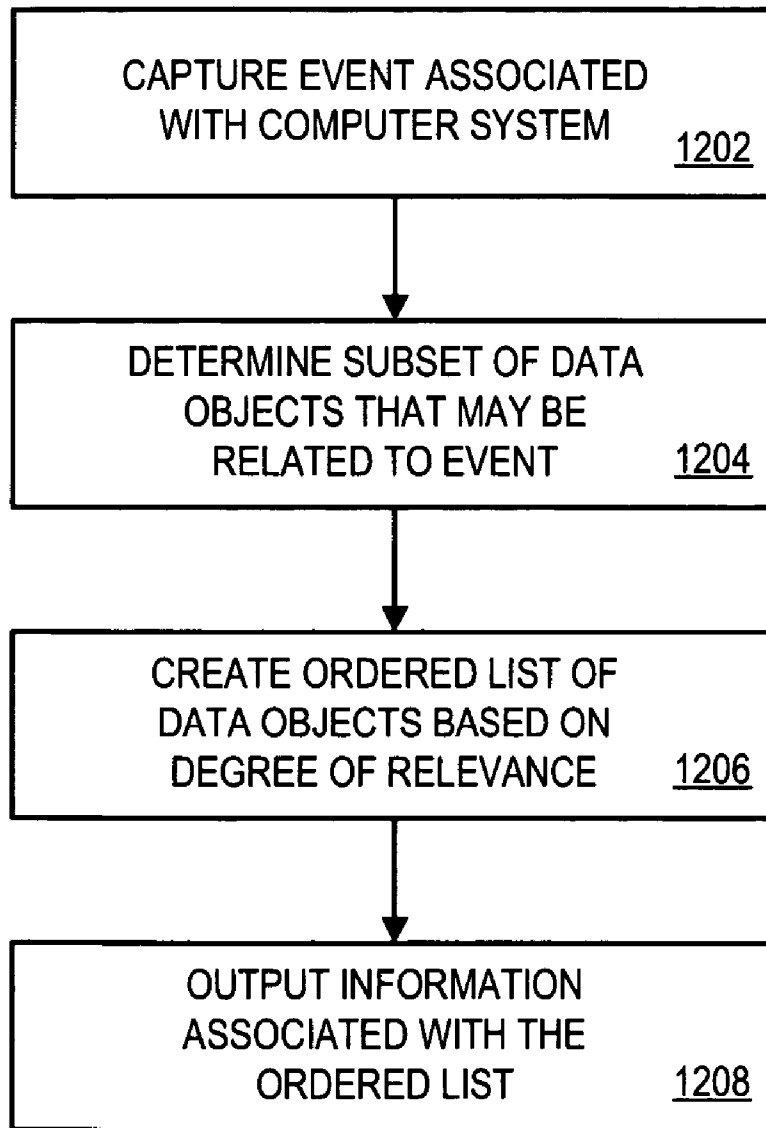 CAPTURE EVENT ASSOCIATED
WITH COMPUTER SYSTEM
1202
DETERMINE SUBSET OF DATA
OBJECTS THAT MAY BE
RELATED TO EVENT
1204
CREATE ORDERED LIST OF
DATA OBJECTS BASED ON
DEGREE OF RELEVANCE
1206
OUTPUT INFORMATION
ASSOCIATED WITH THE
ORDERED LIST
1208